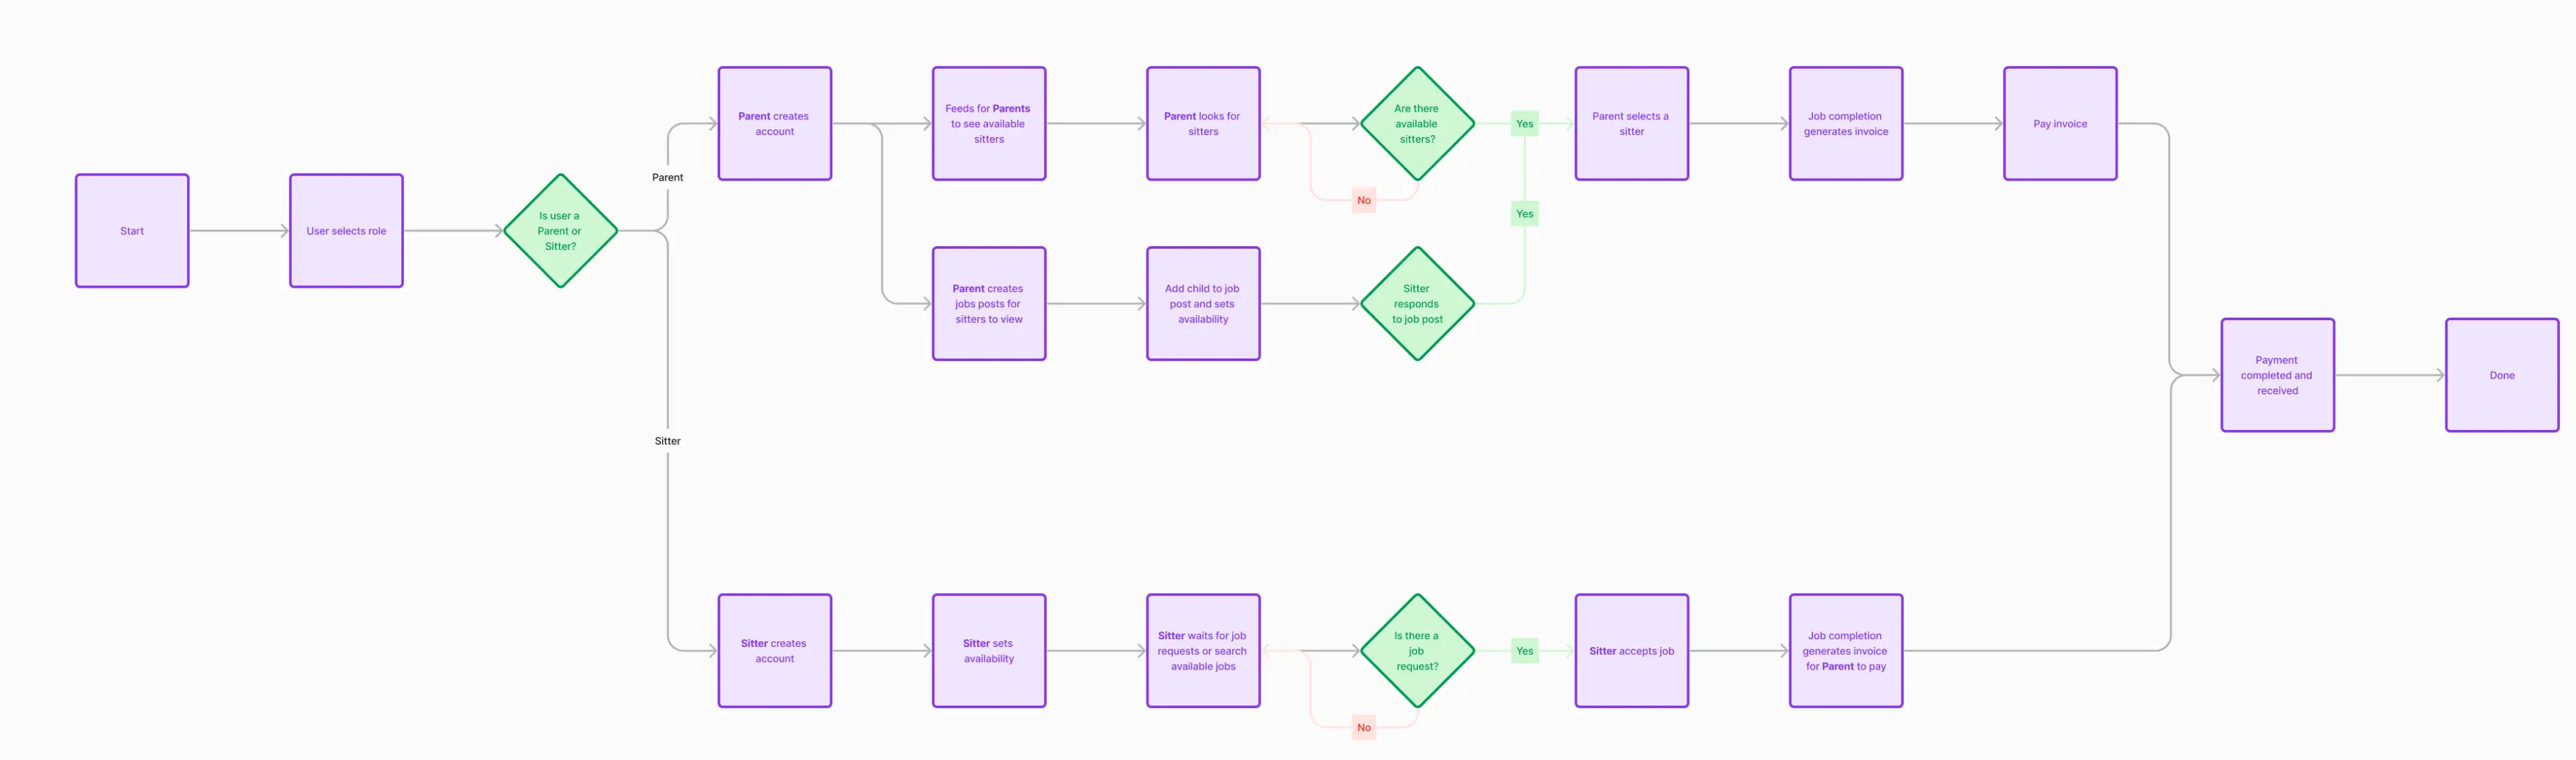 Start
User selects role
Is user a
Parent or
Sitter?
Parent
Sitter
Parent creates
account
Feeds for Parents
to see available
sitters
Parent looks for
sitters
Are there
available
sitters?
No
Yes
Parent selects a
sitter
Job completion
generates invoice
Pay invoice
Parent creates
jobs posts for
sitters to view
Add child to job
post and sets
availability
Sitter
responds
to job post
Yes
Sitter creates
account
Sitter sets
availability
Sitter waits for job
requests or search
available jobs
Is there a
job
request?
No
Yes
Sitter accepts job
Job completion
generates invoice
for Parent to pay
Payment
completed and
received
Done